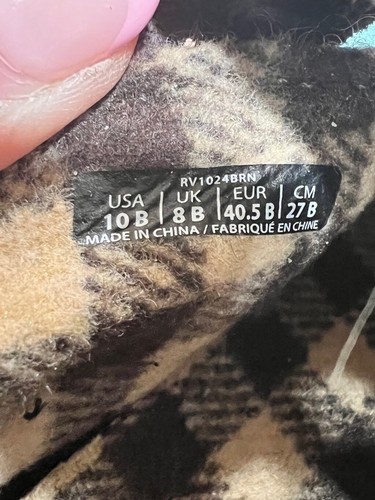 RV1024BRN
USA | UK | EUR | CM
10 B | 8 B | 40.5 B | 27 B
MADE IN CHINA / FABRIQUÉ EN CHINE